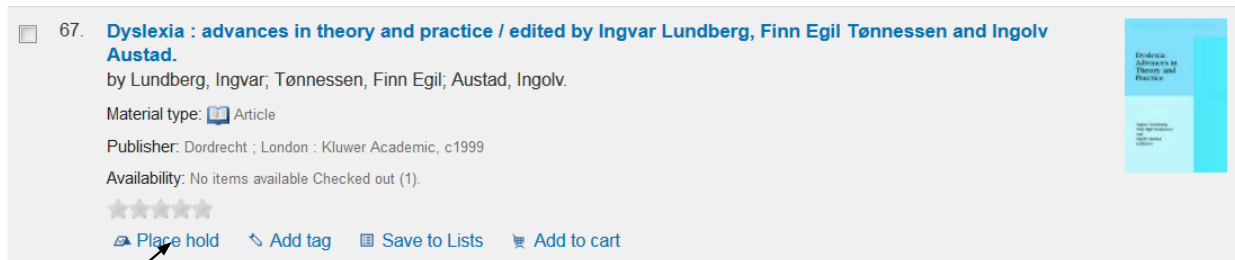 67. Dyslexia : advances in theory and practice / edited by Ingvar Lundberg, Finn Egil Tønnessen and Ingolv
Austad.
by Lundberg, Ingvar; Tønnessen, Finn Egil; Austad, Ingolv.
Material type: Article
Publisher: Dordrecht ; London : Kluwer Academic, c1999
Availability: No items available Checked out (1).
Place hold Add tag Save to Lists Add to cart
Dyslexia:
Advances in
Theory and
Practice